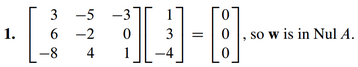 1. [3 -5 -3; 6 -2 0; -8 4 1] [1; 3; -4] = [0; 0; 0], so w is in Nul A.